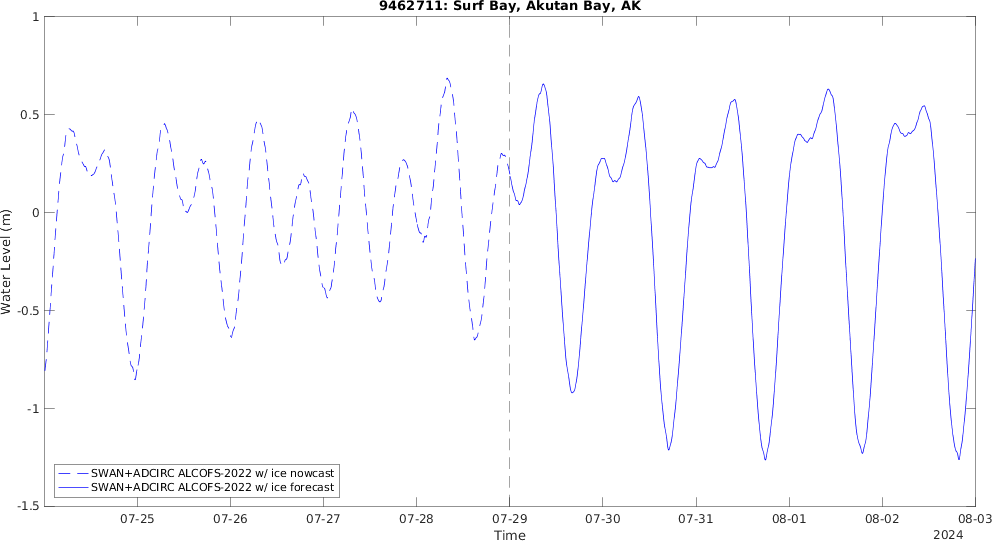 9462711: Surf Bay, Akutan Bay, AK
Water Level (m)
1
0.5
0
-0.5
-1
-1.5
SWAN+ADCIRC ALCOFS-2022 w/ ice nowcast
SWAN+ADCIRC ALCOFS-2022 w/ ice forecast
07-25 07-26 07-27 07-28 07-29 07-30 07-31 08-01 08-02 08-03
Time
2024